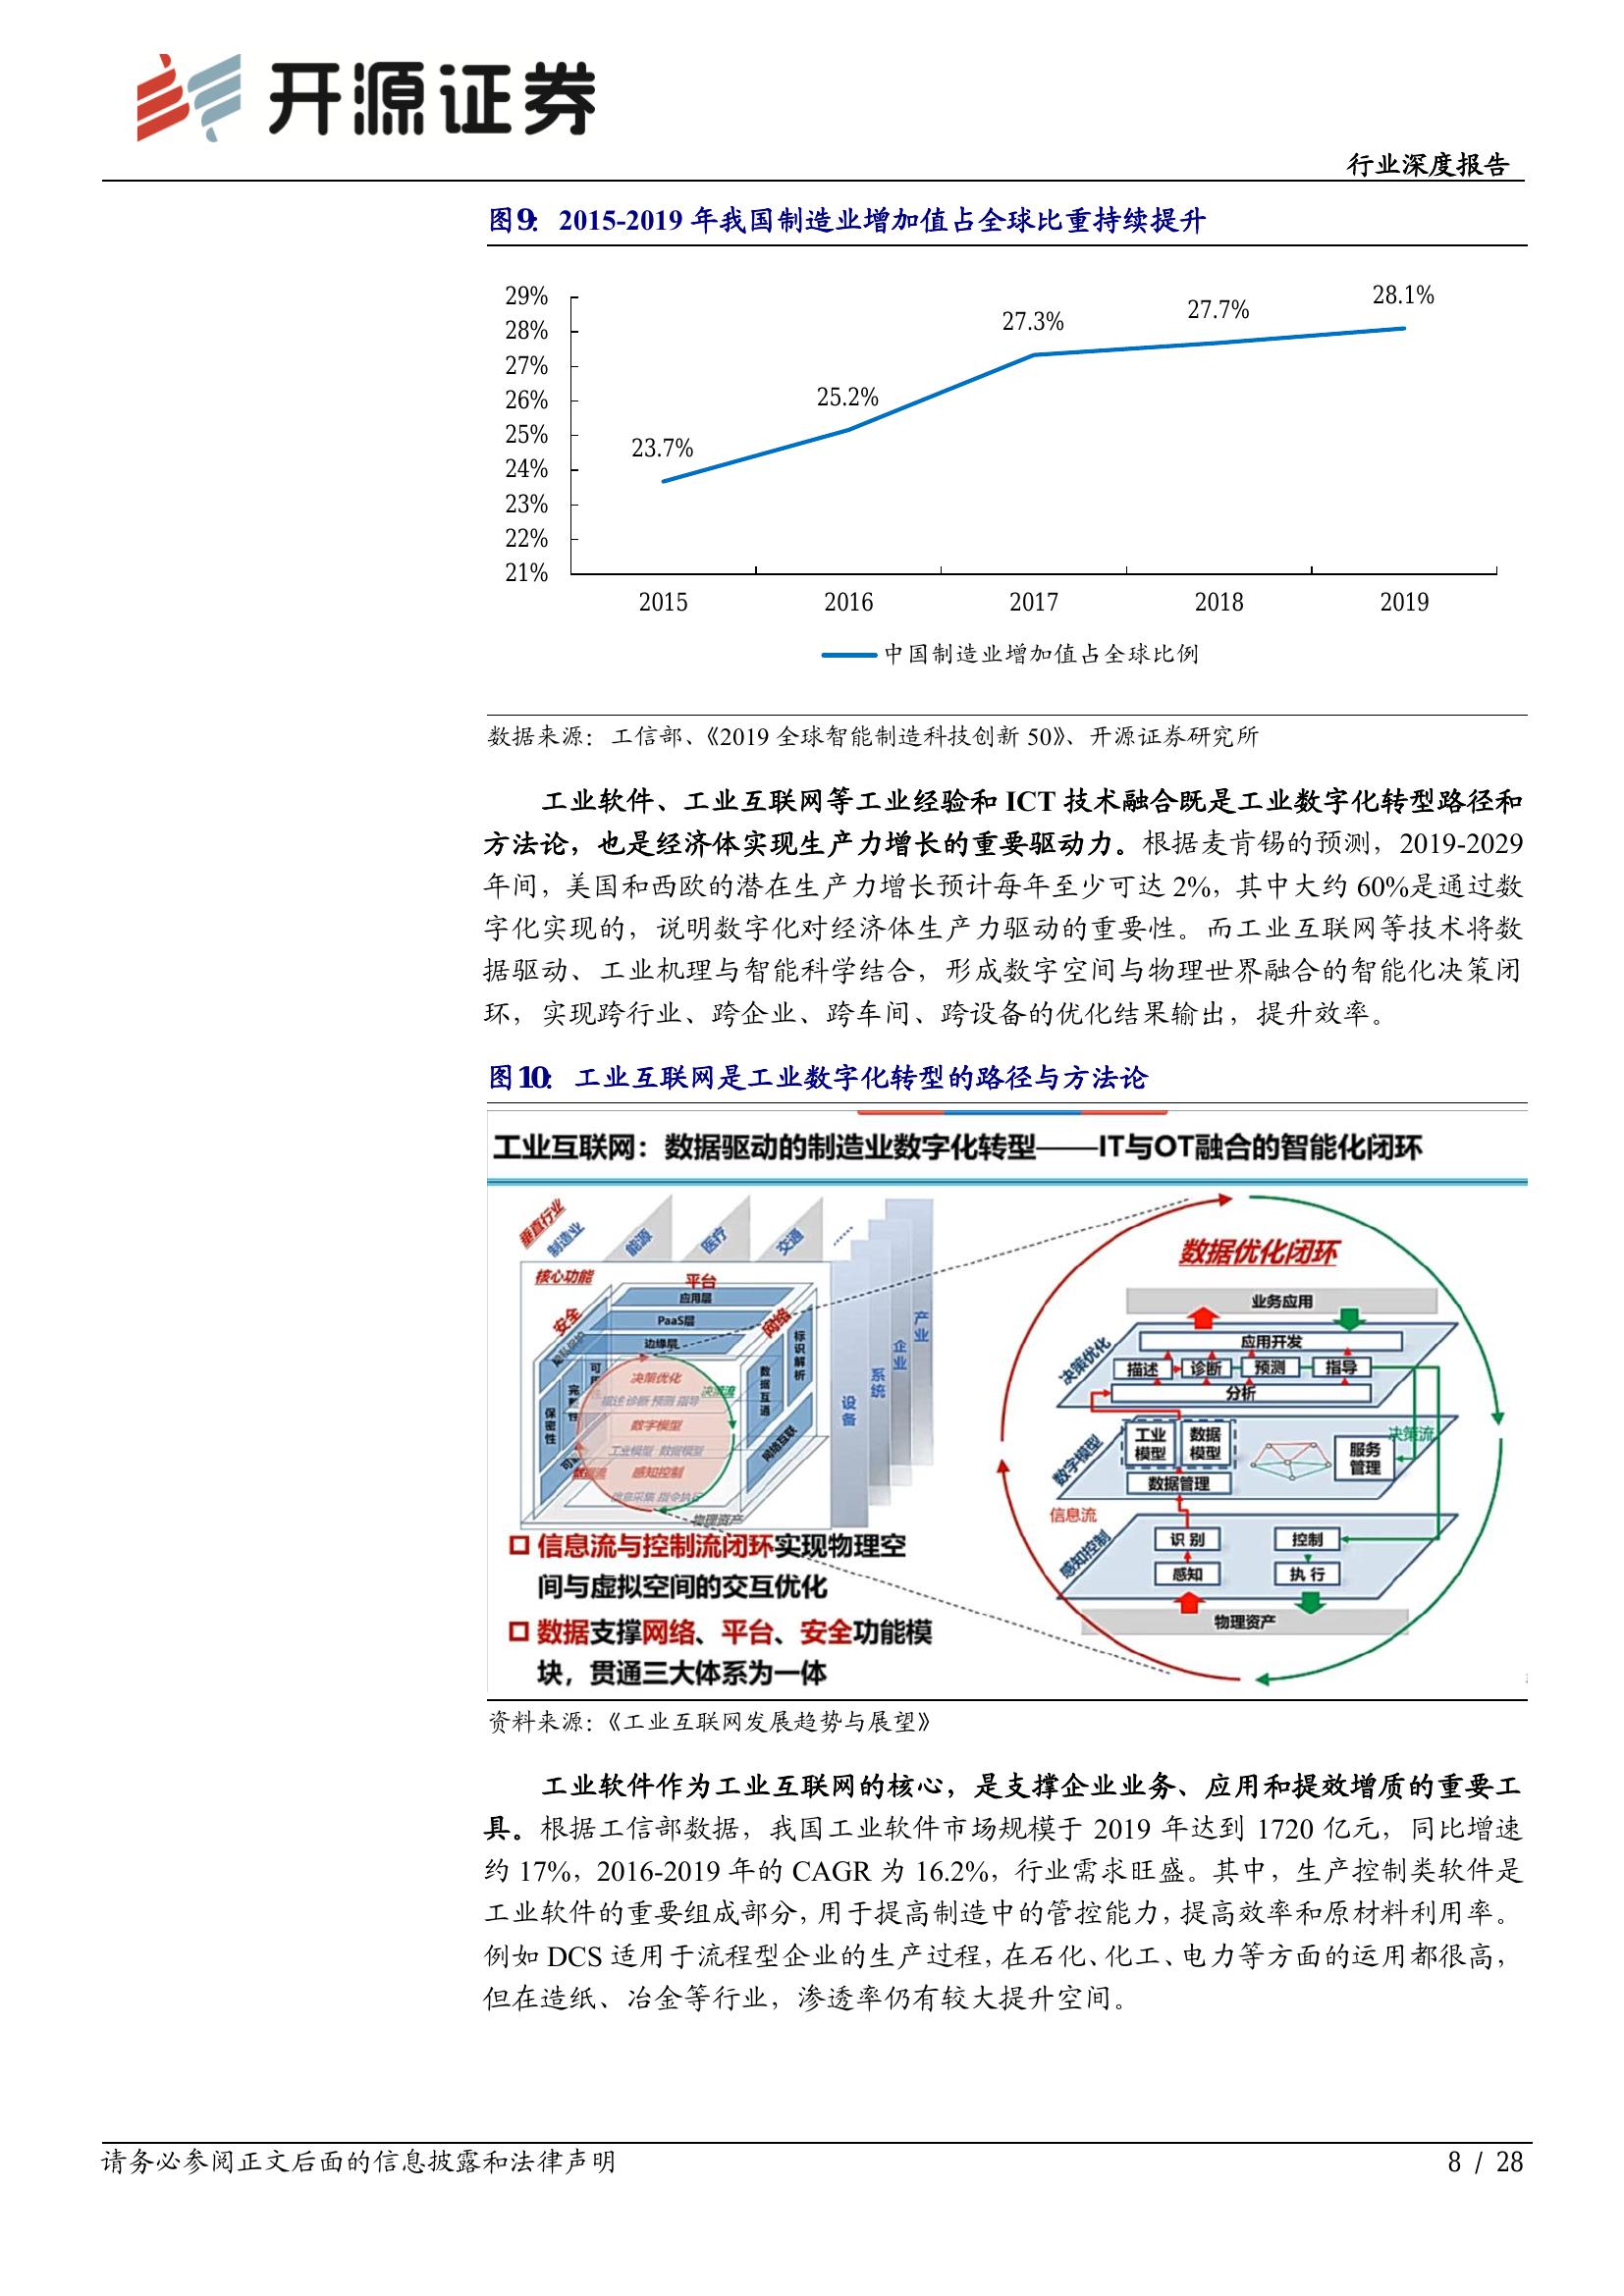 开源证券
行业深度报告
图9： 2015-2019 年我国制造业增加值占全球比重持续提升
29%
28%
27%
26%
25%
24%
23%
22%
21%
23.7%
25.2%
27.3%
27.7%
28.1%
2015 2016 2017 2018 2019
中国制造业增加值占全球比例
数据来源：工信部、《2019 全球智能制造科技创新 50》、开源证券研究所
工业软件、工业互联网等工业经验和 ICT 技术融合既是工业数字化转型路径和
方法论，也是经济体实现生产力增长的重要驱动力。根据麦肯锡的预测，2019-2029
年间，美国和西欧的潜在生产力增长预计每年至少可达 2%，其中大约 60%是通过数
字化实现的，说明数字化对经济体生产力驱动的重要性。而工业互联网等技术将数
据驱动、工业机理与智能科学结合，形成数字空间与物理世界融合的智能化决策闭
环，实现跨行业、跨企业、跨车间、跨设备的优化结果输出，提升效率。
图10： 工业互联网是工业数字化转型的路径与方法论
工业互联网：数据驱动的制造业数字化转型——IT与OT融合的智能化闭环
垂直行业
制造业
能源
医疗
交通
······
核心功能
平台
应用层
PaaS层
边缘层
安全
网络
保密性
标识解析
数据互通
网络互联
决策优化
决策流
描述 诊断 预测 指导
数字模型
工业模型 数据模型
数据流
感知控制
信息采集 指令执行
物理资产
设备
系统
企业
产业
信息流与控制流闭环实现物理空
间与虚拟空间的交互优化
数据支撑网络、平台、安全功能模
块，贯通三大体系为一体
数据优化闭环
业务应用
决策优化
应用开发
描述 诊断 预测 指导
分析
数字模型
工业模型
数据模型
数据管理
服务管理
决策流
信息流
感知控制
识别
控制
感知
执行
物理资产
资料来源：《工业互联网发展趋势与展望》
工业软件作为工业互联网的核心，是支撑企业业务、应用和提效增质的重要工
具。根据工信部数据，我国工业软件市场规模于 2019 年达到 1720 亿元，同比增速
约 17%，2016-2019 年的 CAGR 为 16.2%，行业需求旺盛。其中，生产控制类软件是
工业软件的重要组成部分，用于提高制造中的管控能力，提高效率和原材料利用率。
例如 DCS 适用于流程型企业的生产过程，在石化、化工、电力等方面的运用都很高，
但在造纸、冶金等行业，渗透率仍有较大提升空间。
请务必参阅正文后面的信息披露和法律声明
8 / 28